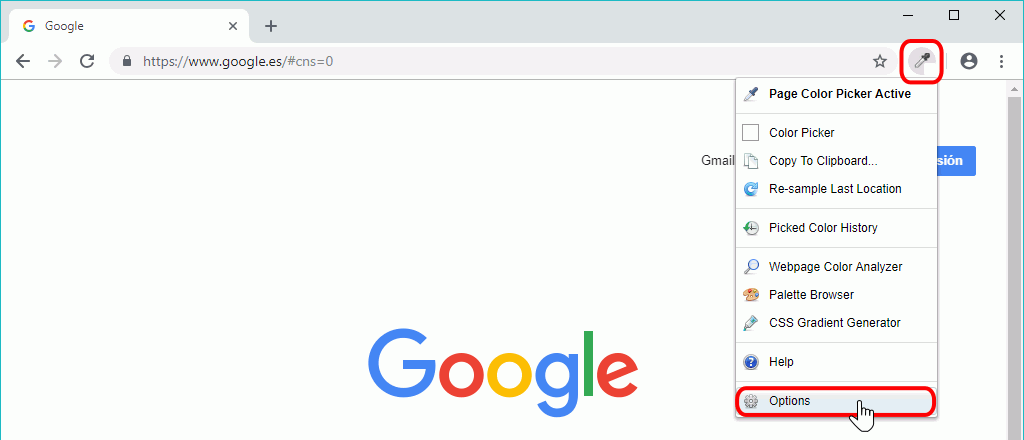 Google
https://www.google.es/#cns=0
Page Color Picker Active
Color Picker
Gmail
Copy To Clipboard...
sión
Re-sample Last Location
Picked Color History
Webpage Color Analyzer
Palette Browser
CSS Gradient Generator
Google
Help
Options